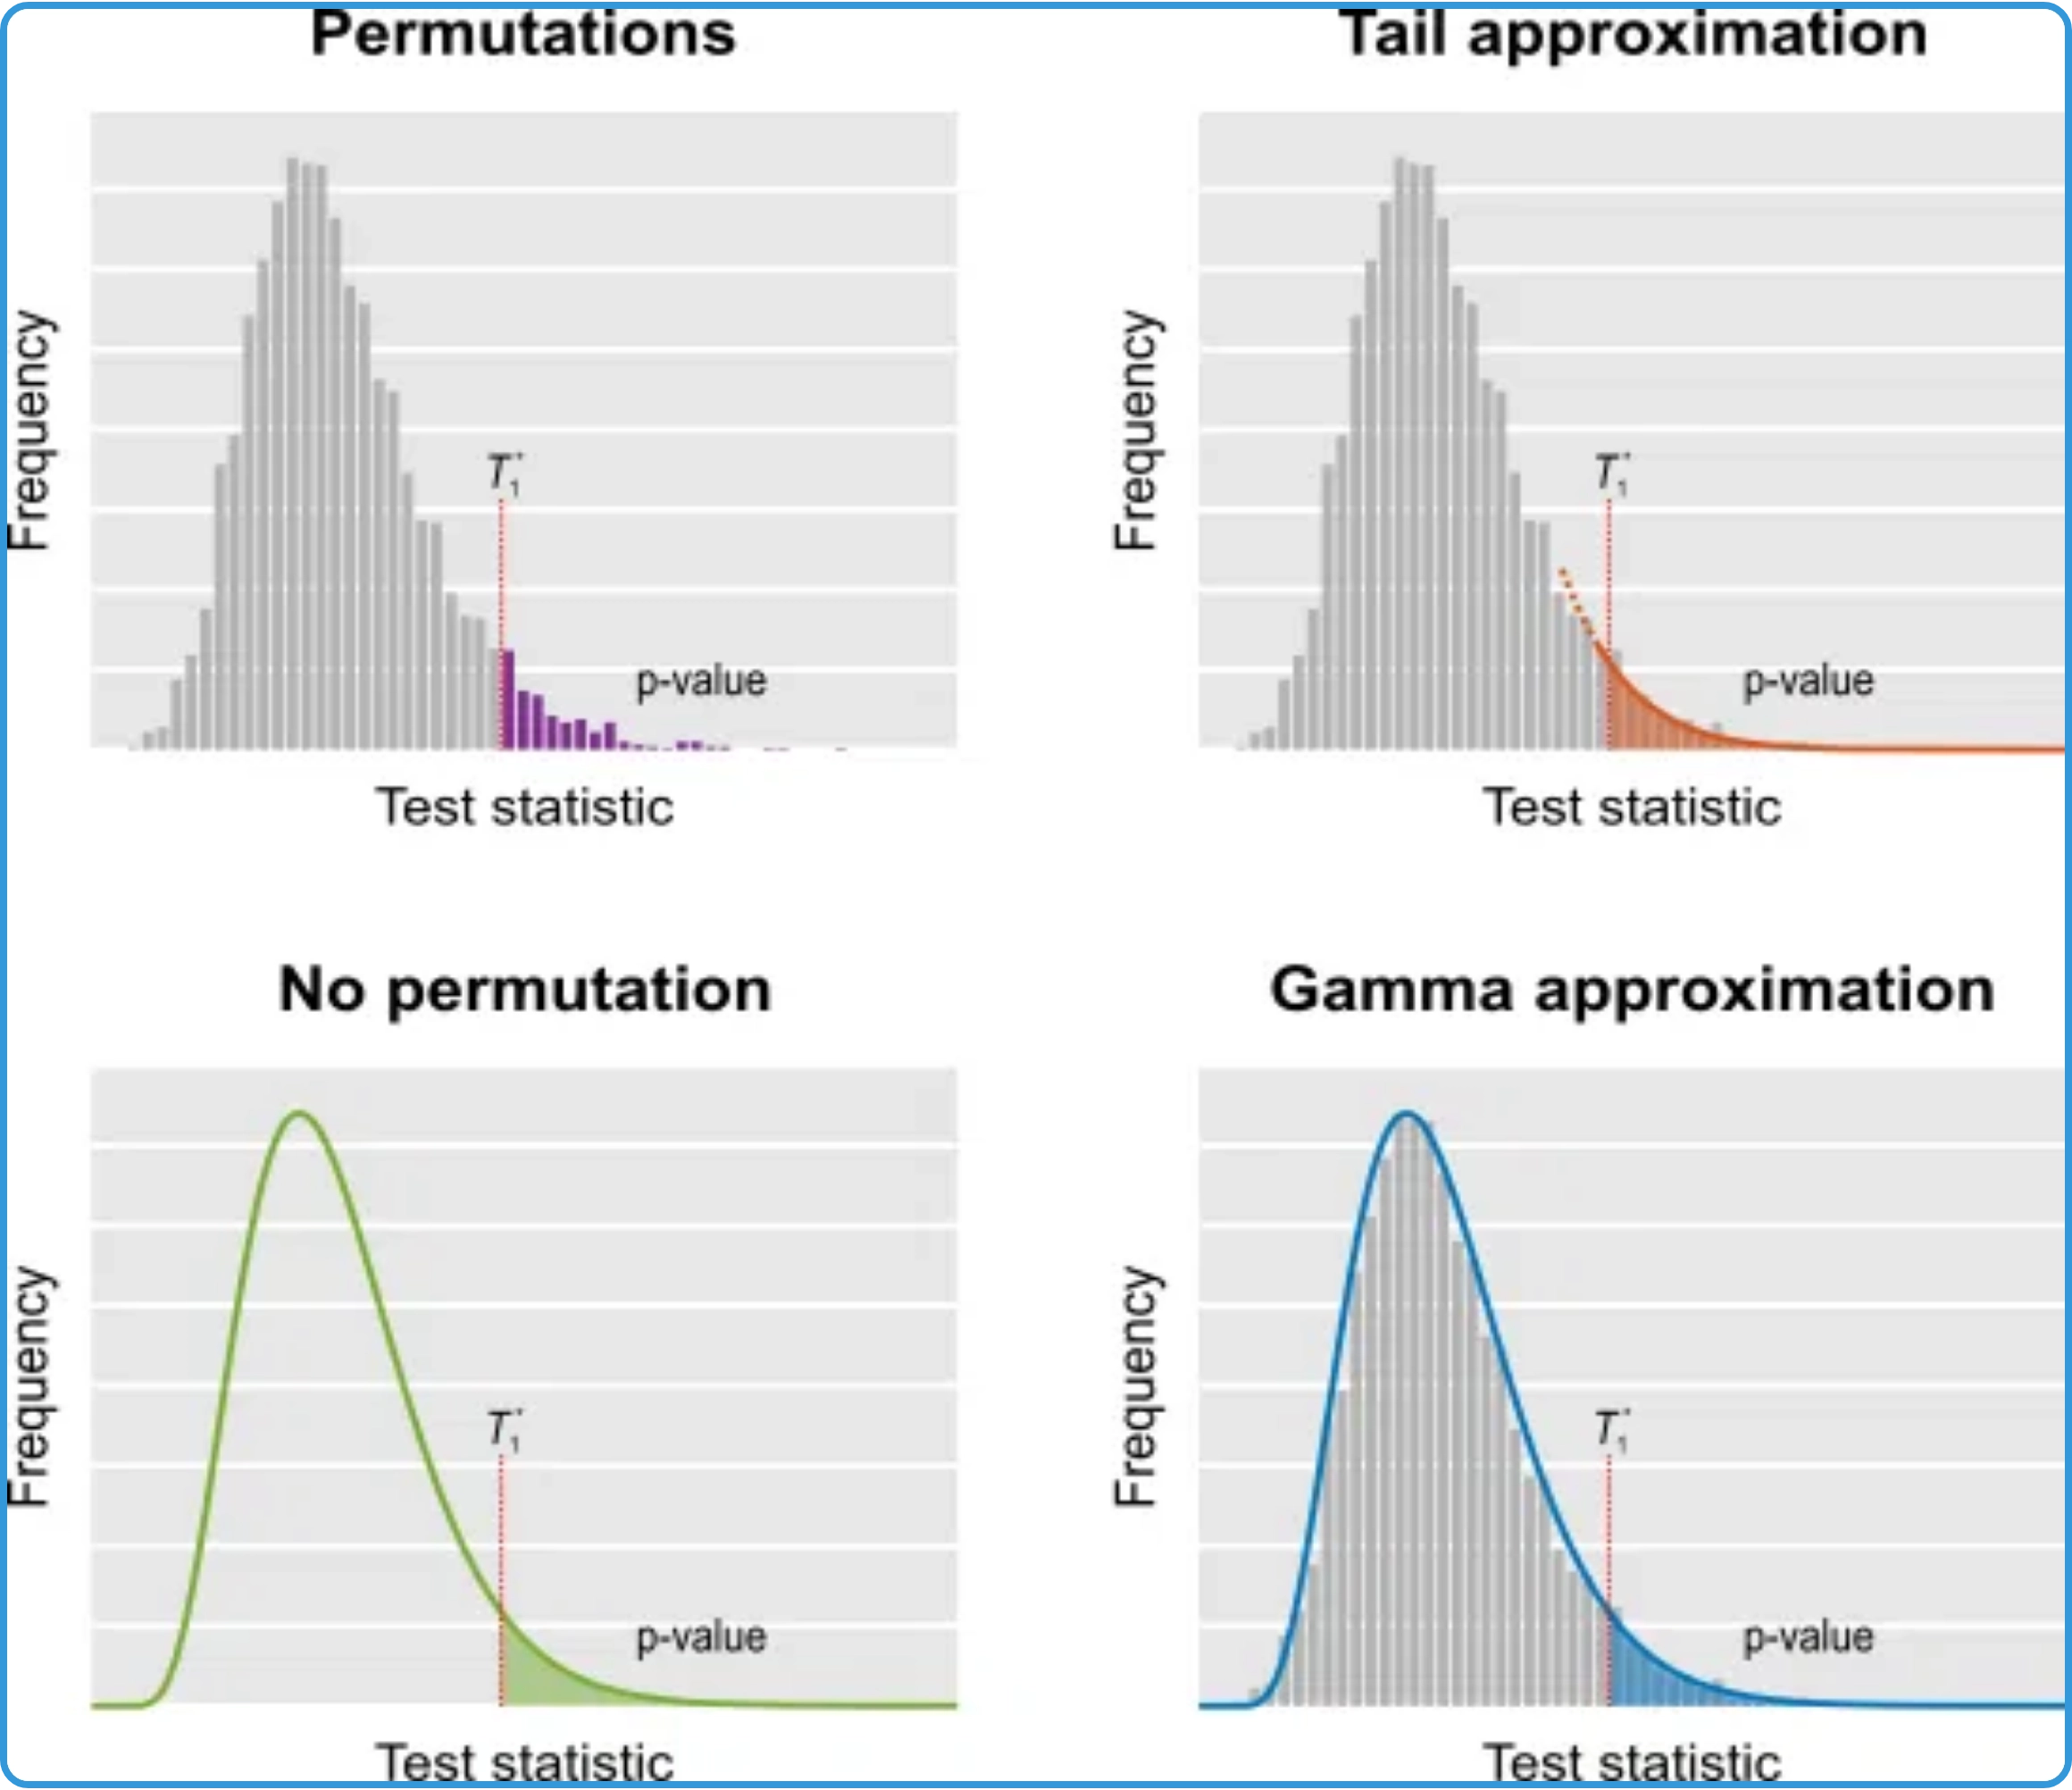 Permutations
Frequency
T₁*
p-value
Test statistic
Tail approximation
Frequency
T₁*
p-value
Test statistic
No permutation
Frequency
T₁*
p-value
Test statistic
Gamma approximation
Frequency
T₁*
p-value
Test statistic